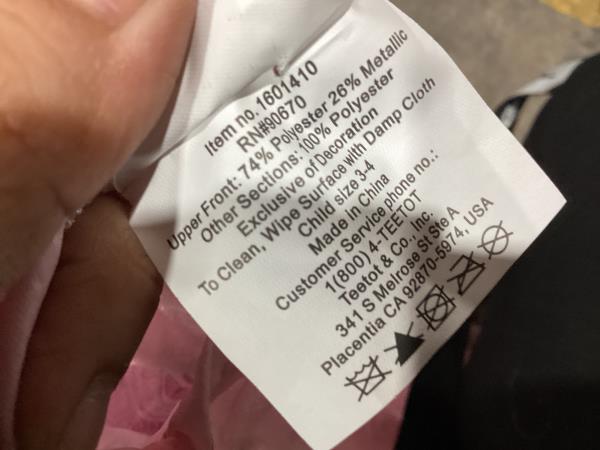 Item no. 1601410
RN#90670
Upper Front: 74% Polyester 26% Metallic
Other Sections: 100% Polyester
Exclusive of Decoration
To Clean, Wipe Surface with Damp Cloth
Child size 3-4
Made in China
Customer Service phone no.:
1(800) 4-TEETOT
Teetot & Co., Inc.
341 S Melrose St Ste A
Placentia CA 92870-5974, USA